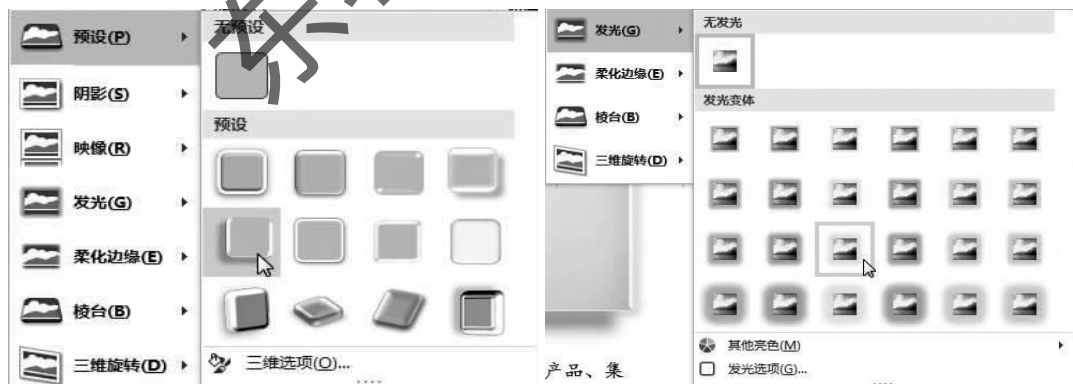 预设(P)
阴影(S)
映像(R)
发光(G)
柔化边缘(E)
棱台(B)
三维旋转(D)
无预设
预设
三维选项(O)...
发光(G)
柔化边缘(E)
棱台(B)
三维旋转(D)
产品、集
无发光
发光变体
其他亮色(M)
发光选项(G)...